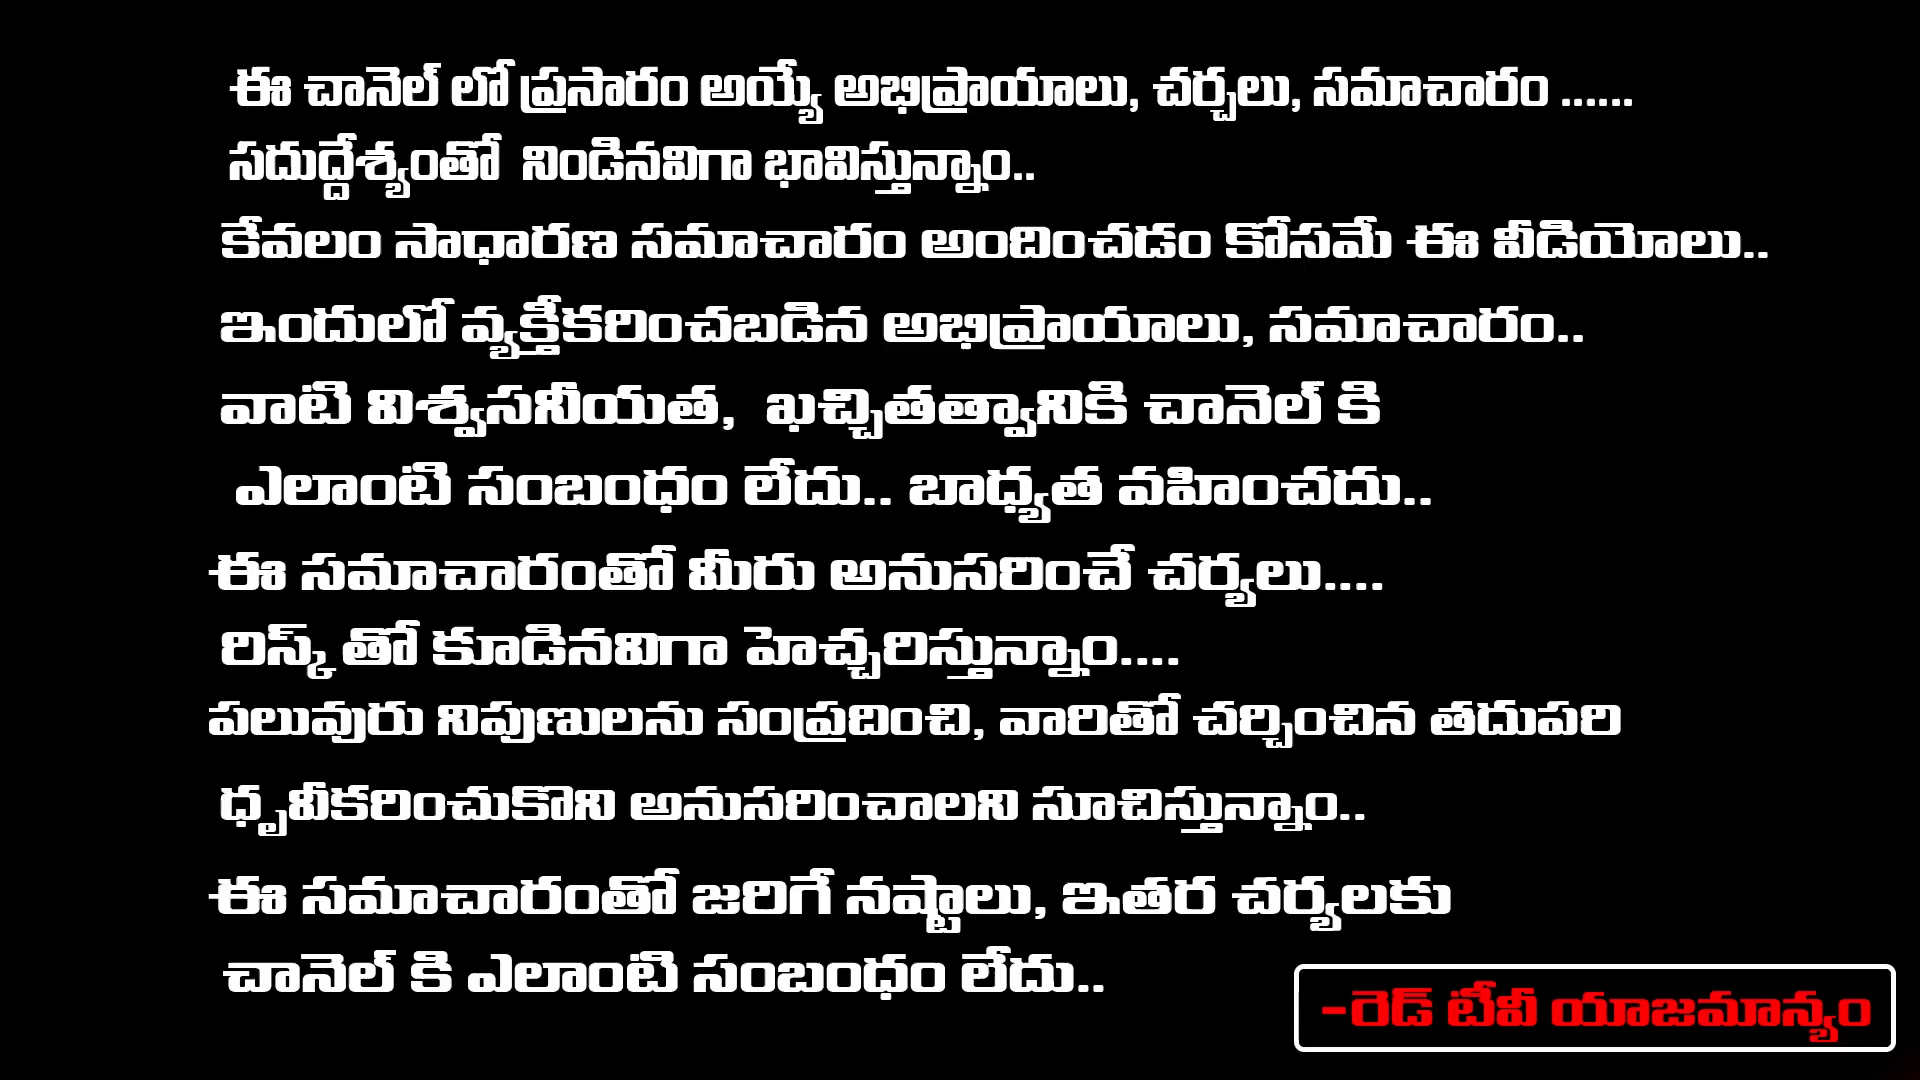 ఈ చానెల్ లో ప్రసారం అయ్యే అభిప్రాయాలు, చర్చలు, సమాచారం ......
సదుద్దేశ్యంతో నిండినవిగా భావిస్తున్నాం..
కేవలం సాధారణ సమాచారం అందించడం కోసమే ఈ వీడియోలు..
ఇందులో వ్యక్తీకరించబడిన అభిప్రాయాలు, సమాచారం..
వాటి విశ్వసనీయత, ఖచ్చితత్వానికి చానెల్ కి
ఎలాంటి సంబంధం లేదు.. బాధ్యత వహించదు..
ఈ సమాచారంతో మీరు అనుసరించే చర్యలు....
రిస్క్ తో కూడినవిగా హెచ్చరిస్తున్నాం....
పలువురు నిపుణులను సంప్రదించి, వారితో చర్చించిన తదుపరి
ధృవీకరించుకొని అనుసరించాలని సూచిస్తున్నాం..
ఈ సమాచారంతో జరిగే నష్టాలు, ఇతర చర్యలకు
చానెల్ కి ఎలాంటి సంబంధం లేదు..
-రెడ్ టీవీ యాజమాన్యం